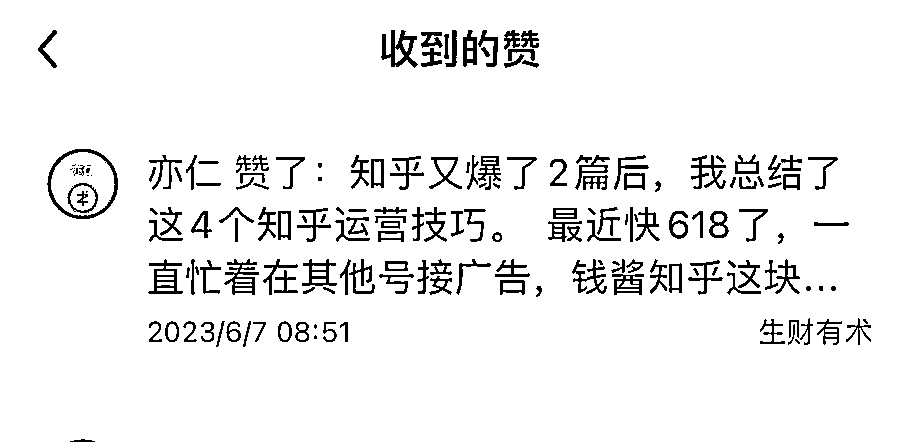 收到的赞
亦仁 赞了：知乎又爆了2篇后，我总结了
这4个知乎运营技巧。 最近快618了，一
直忙着在其他号接广告，钱酱知乎这块...
2023/6/7 08:51
生财有术